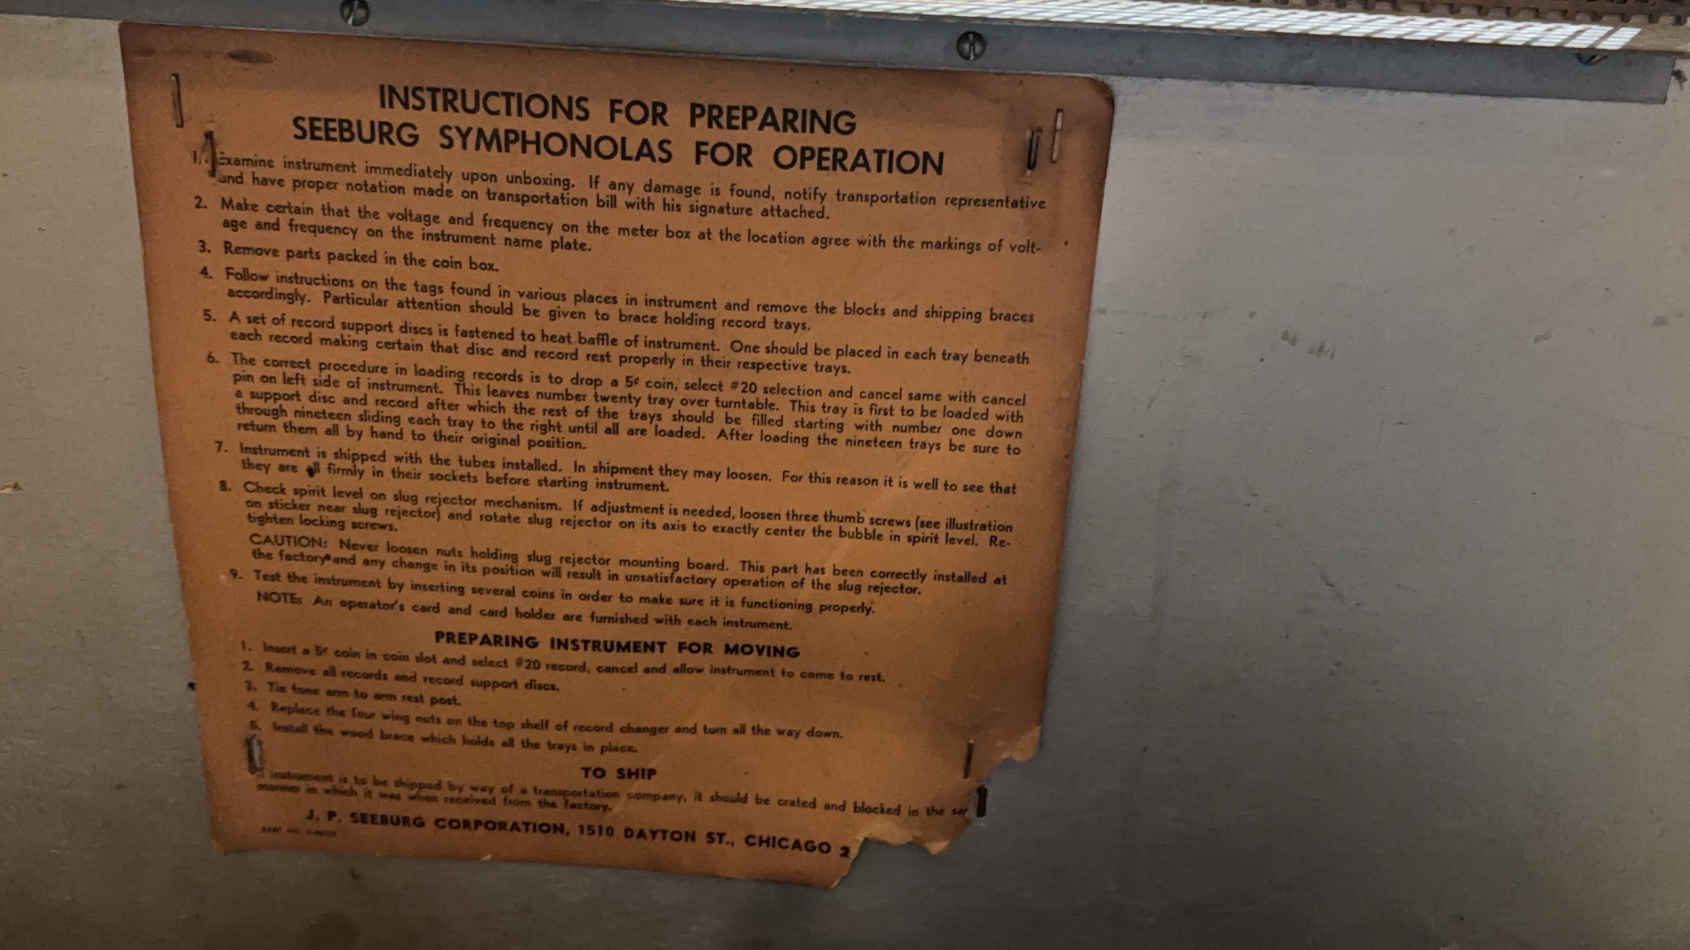 INSTRUCTIONS FOR PREPARING
SEEBURG SYMPHONOLAS FOR OPERATION
1. Examine instrument immediately upon unboxing. If any damage is found, notify transportation representative
and have proper notation made on transportation bill with his signature attached.
2. Make certain that the voltage and frequency on the meter box at the location agree with the markings of volt-
age and frequency on the instrument name plate.
3. Remove parts packed in the coin box.
4. Follow instructions on the tags found in various places in instrument and remove the blocks and shipping braces
accordingly. Particular attention should be given to brace holding record trays.
5. A set of record support discs is fastened to heat baffle of instrument. One should be placed in each tray beneath
each record making certain that disc and record rest properly in their respective trays.
6. The correct procedure in loading records is to drop a 5¢ coin, select #20 selection and cancel same with cancel
pin on left side of instrument. This leaves number twenty tray over turntable. This tray is first to be loaded with
a support disc and record after which the rest of the trays should be filled starting with number one down
through nineteen sliding each tray to the right until all are loaded. After loading the nineteen trays be sure to
return them all by hand to their original position.
7. Instrument is shipped with the tubes installed. In shipment they may loosen. For this reason it is well to see that
they are all firmly in their sockets before starting instrument.
8. Check spirit level on slug rejector mechanism. If adjustment is needed, loosen three thumb screws (see illustration
on sticker near slug rejector) and rotate slug rejector on its axis to exactly center the bubble in spirit level. Re-
tighten locking screws.
CAUTION: Never loosen nuts holding slug rejector mounting board. This part has been correctly installed at
the factory and any change in its position will result in unsatisfactory operation of the slug rejector.
9. Test the instrument by inserting several coins in order to make sure it is functioning properly.
NOTE: An operator's card and card holder are furnished with each instrument.
PREPARING INSTRUMENT FOR MOVING
1. Insert a 5¢ coin in coin slot and select #20 record, cancel and allow instrument to come to rest.
2. Remove all records and record support discs.
3. Tie tone arm to arm rest post.
4. Replace the four wing nuts on the top shelf of record changer and turn all the way down.
5. Install the wood brace which holds all the trays in place.
TO SHIP
instrument is to be shipped by way of a transportation company, it should be crated and blocked in the
manner in which it was when received from the factory.
J. P. SEEBURG CORPORATION, 1510 DAYTON ST., CHICAGO 2